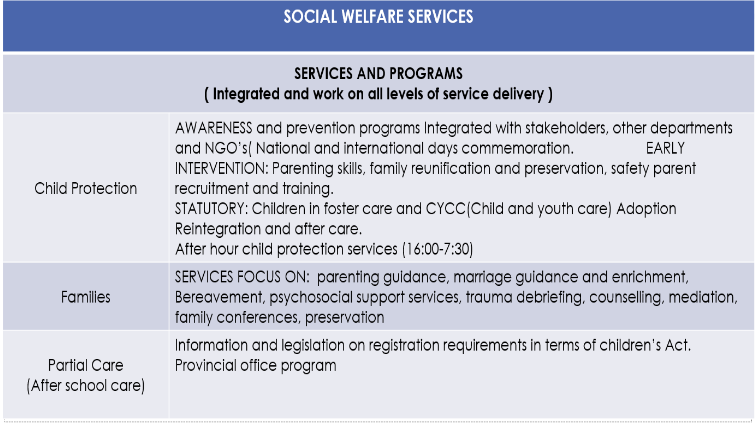 SOCIAL WELFARE SERVICES
SERVICES AND PROGRAMS
( Integrated and work on all levels of service delivery )
Child Protection
AWARENESS and prevention programs Integrated with stakeholders, other departments
and NGO's( National and international days commemoration. EARLY
INTERVENTION: Parenting skills, family reunification and preservation, safety parent
recruitment and training.
STATUTORY: Children in foster care and CYCC(Child and youth care) Adoption
Reintegration and after care.
After hour child protection services (16:00-7:30)
Families
SERVICES FOCUS ON: parenting guidance, marriage guidance and enrichment,
Bereavement, psychosocial support services, trauma debriefing, counselling, mediation,
family conferences, preservation
Partial Care
(After school care)
Information and legislation on registration requirements in terms of children's Act.
Provincial office program